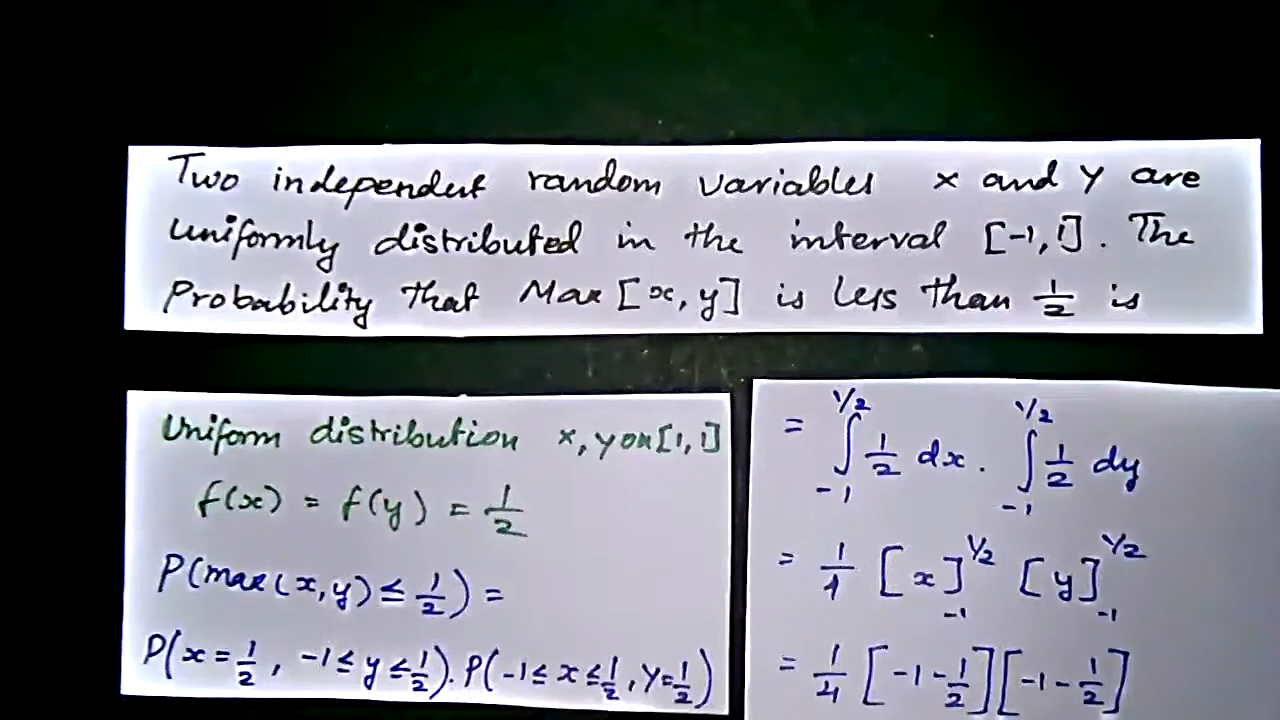 Two independent random variables x and y are
uniformly distributed in the interval [-1, 1]. The
Probability that Max [x, y] is less than 1/2 is
Uniform distribution x, y on [1, 1]
f(x) = f(y) = 1/2
P(max(x, y) ≤ 1/2) =
P(x = 1/2, -1 ≤ y ≤ 1/2). P(-1 ≤ x ≤ 1/2, Y = 1/2)
= ∫_{-1}^{1/2} 1/2 dx. ∫_{-1}^{1/2} 1/2 dy
= 1/4 [x]_{-1}^{1/2} [y]_{-1}^{1/2}
= 1/4 [-1 - 1/2][-1 - 1/2]